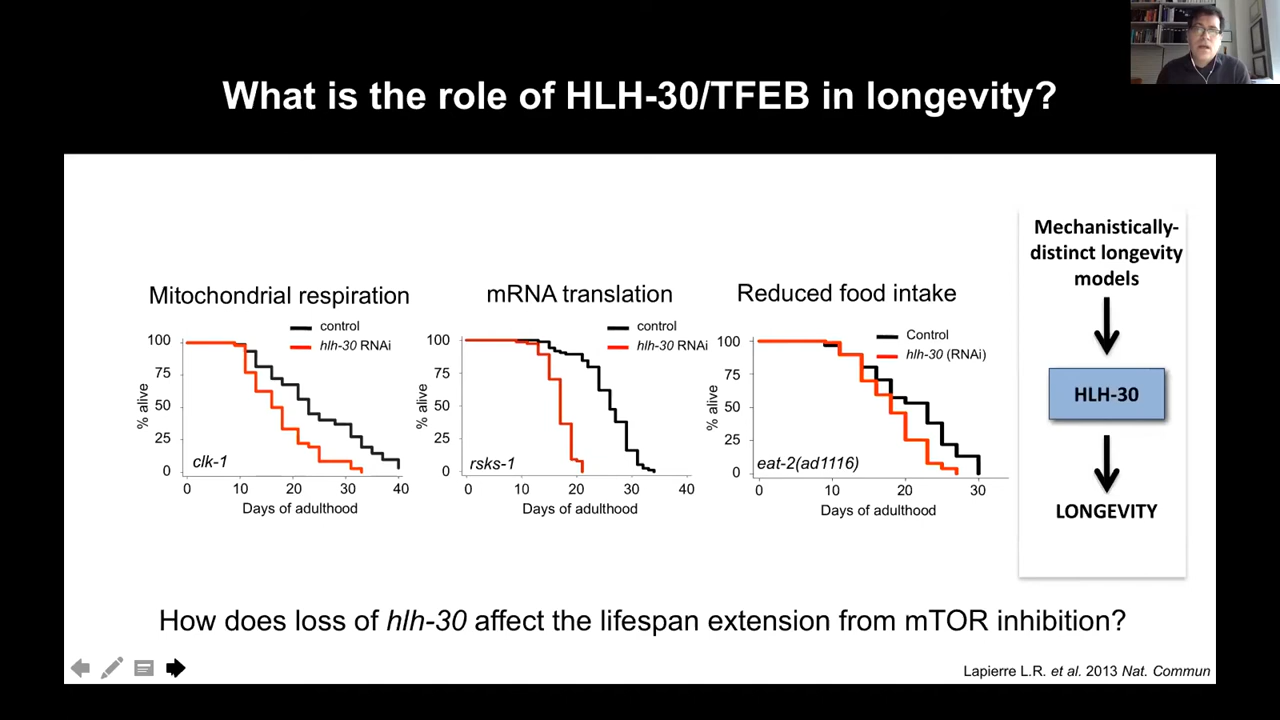 What is the role of HLH-30/TFEB in longevity?
Mitochondrial respiration
control
hlh-30 RNAi
100
75
50
25
0
% alive
clk-1
0 10 20 30 40
Days of adulthood
mRNA translation
control
hlh-30 RNAi
100
75
50
25
0
% alive
rsks-1
0 10 20 30 40
Days of adulthood
Reduced food intake
Control
hlh-30 (RNAi)
100
75
50
25
0
% alive
eat-2(ad1116)
0 10 20 30
Days of adulthood
Mechanistically-
distinct longevity
models
HLH-30
LONGEVITY
How does loss of hlh-30 affect the lifespan extension from mTOR inhibition?
Lapierre L.R. et al. 2013 Nat. Commun